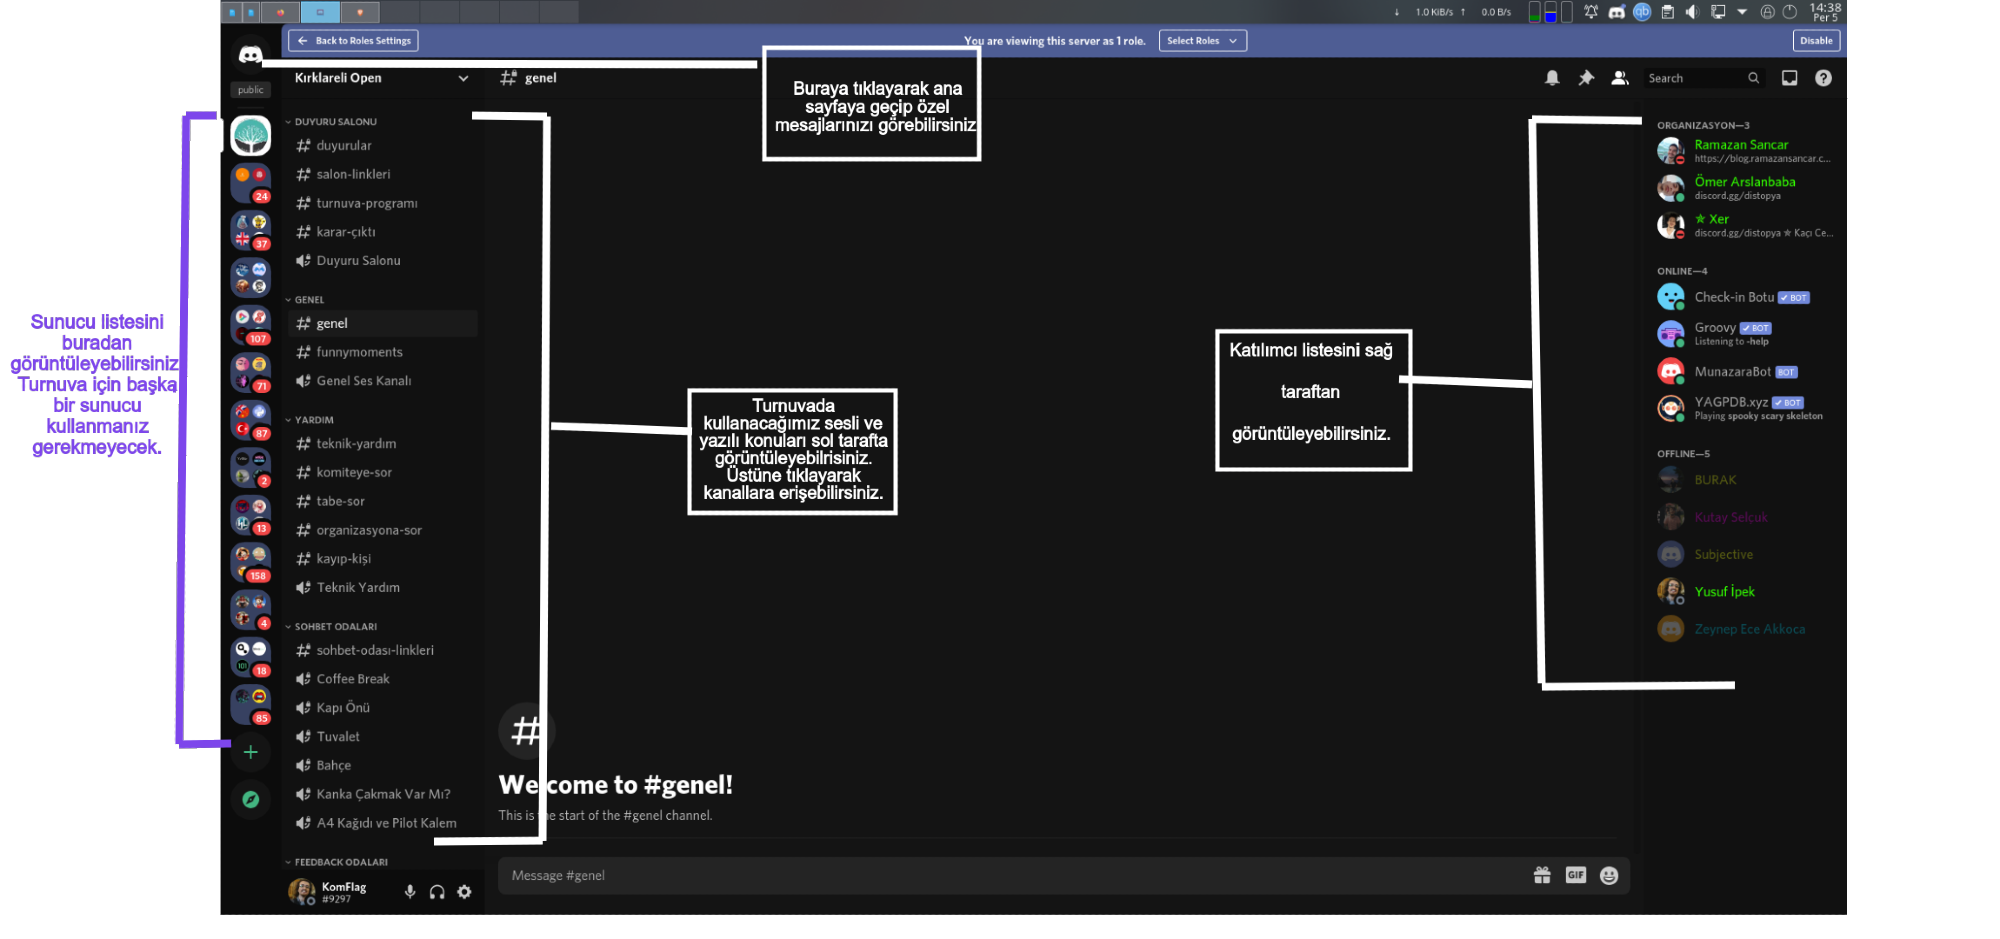 ↓ 1.0 KiB/s ↑ 0.0 B/s
14:38
Per 5
← Back to Roles Settings
You are viewing this server as 1 role.
Select Roles
Disable
public
Kırklareli Open
genel
Search
Buraya tıklayarak ana
sayfaya geçip özel
mesajlarınızı görebilirsiniz
Sunucu listesini
buradan
görüntüleyebilirsiniz
Turnuva için başka
bir sunucu
kullanmanız
gerekmeyecek.
24
37
107
71
87
2
13
158
4
101
18
85
DUYURU SALONU
duyurular
salon-linkleri
turnuva-programı
karar-çıktı
Duyuru Salonu
GENEL
genel
funnymoments
Genel Ses Kanalı
YARDIM
teknik-yardım
komiteye-sor
tabe-sor
organizasyona-sor
kayıp-kişi
Teknik Yardım
SOHBET ODALARI
sohbet-odası-linkleri
Coffee Break
Kapı Önü
Tuvalet
Bahçe
Kanka Çakmak Var Mı?
A4 Kağıdı ve Pilot Kalem
FEEDBACK ODALARI
KomFlag
#9297
Turnuvada
kullanacağımız sesli ve
yazılı konuları sol tarafta
görüntüleyebilrisiniz.
Üstüne tıklayarak
kanallara erişebilirsiniz.
Katılımcı listesini sağ
taraftan
görüntüleyebilirsiniz.
Welcome to #genel!
This is the start of the #genel channel.
Message #genel
GIF
ORGANIZASYON—3
Ramazan Sancar
https://blog.ramazansancar.c...
Ömer Arslanbaba
discord.gg/distopya
✯ Xer
discord.gg/distopya ✯ Kaçı Ce...
ONLINE—4
Check-in Botu ✓ BOT
Groovy ✓ BOT
Listening to -help
MunazaraBot BOT
YAGPDB.xyz ✓ BOT
Playing spooky scary skeleton
OFFLINE—5
BURAK
Kutay Selçuk
Subjective
Yusuf İpek
Zeynep Ece Akkoca